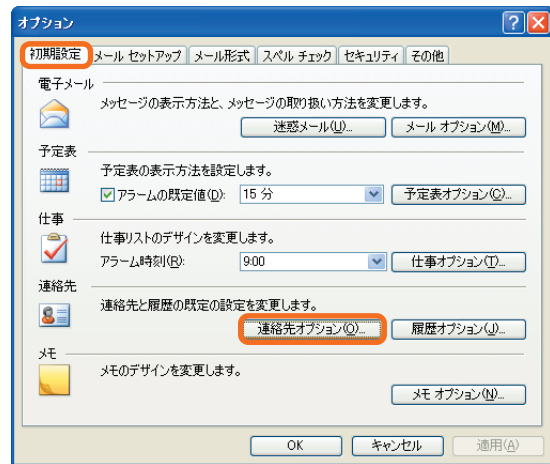 オプション
初期設定 メール セットアップ メール形式 スペル チェック セキュリティ その他
電子メール
メッセージの表示方法と、メッセージの取り扱い方法を変更します。
迷惑メール(U)... メール オプション(M)...
予定表
予定表の表示方法を設定します。
アラームの既定値(D): 15 分 予定表オプション(C)...
仕事
仕事リストのデザインを変更します。
アラーム時刻(R): 9:00 仕事オプション(T)...
連絡先
連絡先と履歴の既定の設定を変更します。
連絡先オプション(O)... 履歴オプション(J)...
メモ
メモのデザインを変更します。
メモ オプション(N)...
OK キャンセル 適用(A)